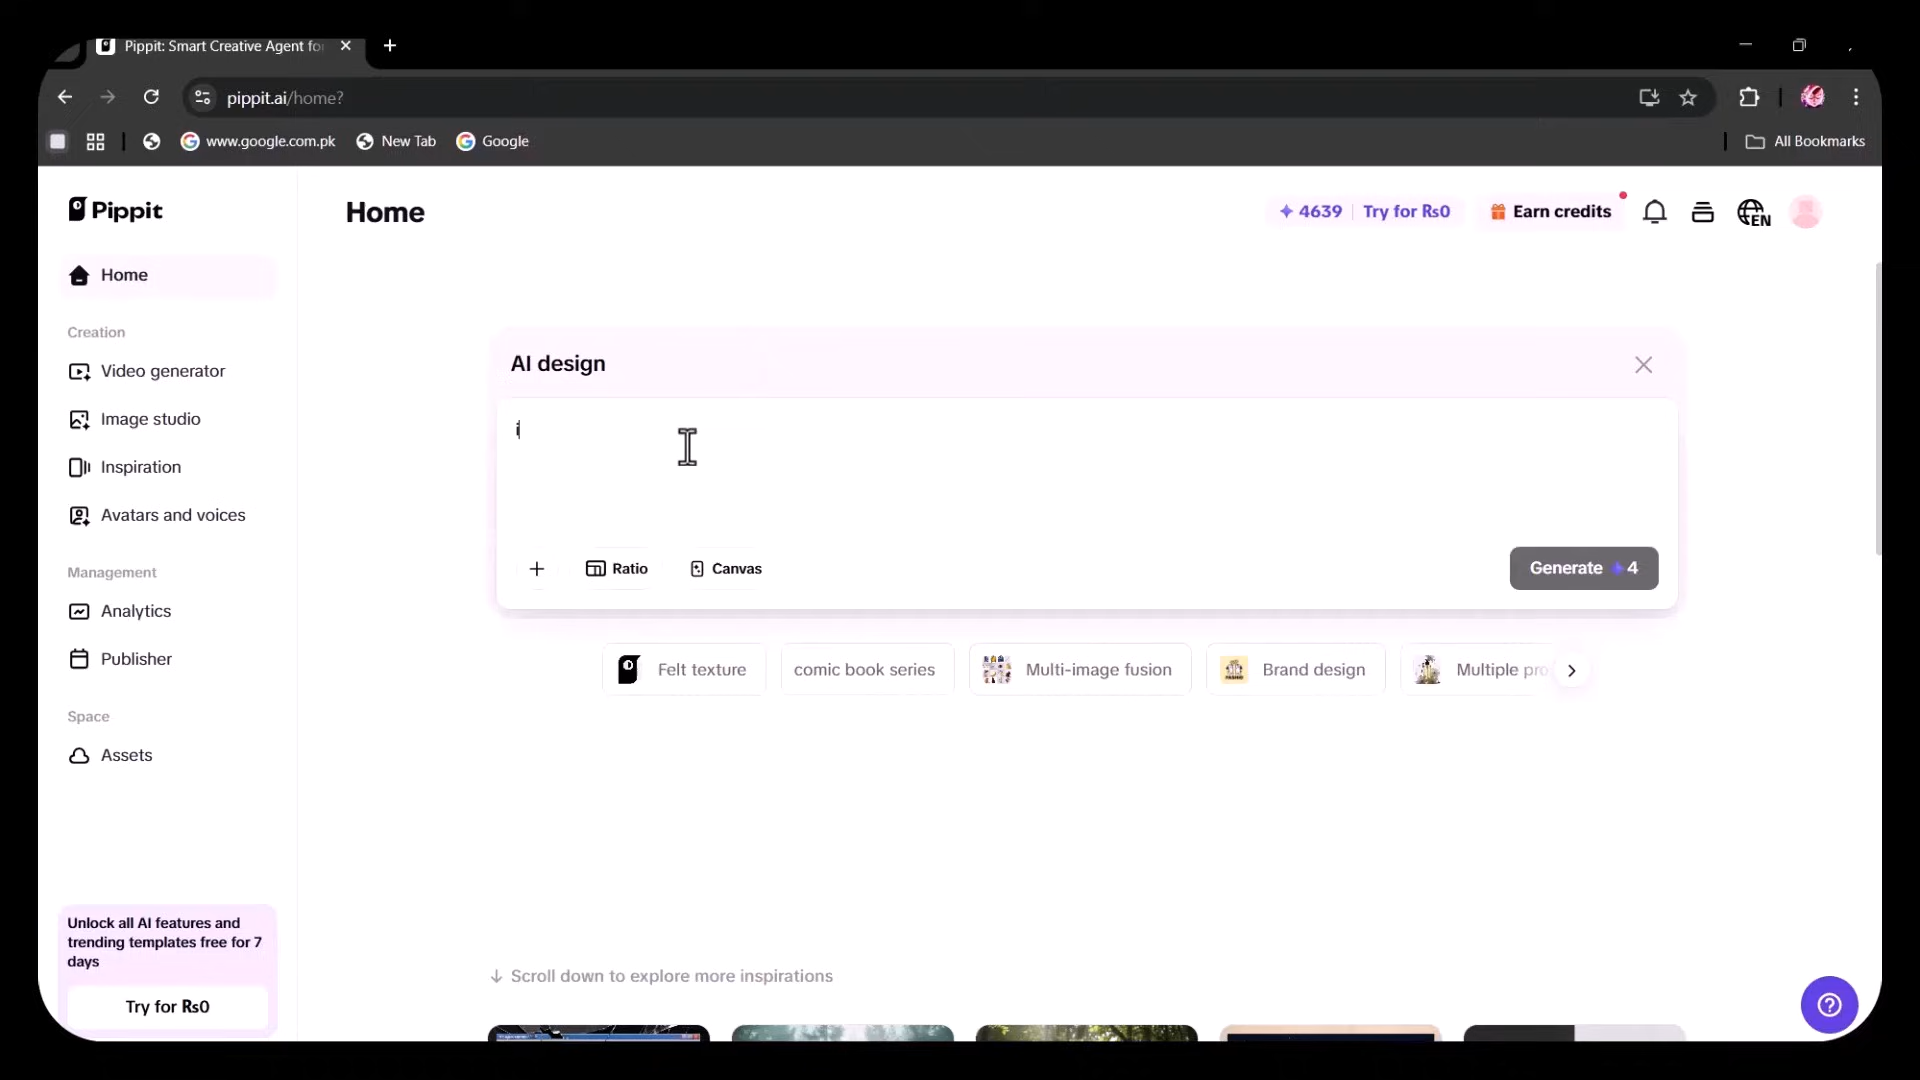 Pippit: Smart Creative Agent fo
pippit.ai/home?
www.google.com.pk
New Tab
Google
All Bookmarks
Pippit
Home
4639
Try for Rs0
Earn credits
EN
Home
Creation
Video generator
Image studio
Inspiration
Avatars and voices
Management
Analytics
Publisher
Space
Assets
AI design
i
Ratio
Canvas
Generate 4
Felt texture
comic book series
Multi-image fusion
Brand design
Multiple pro
Scroll down to explore more inspirations
Unlock all AI features and
trending templates free for 7
days
Try for Rs0